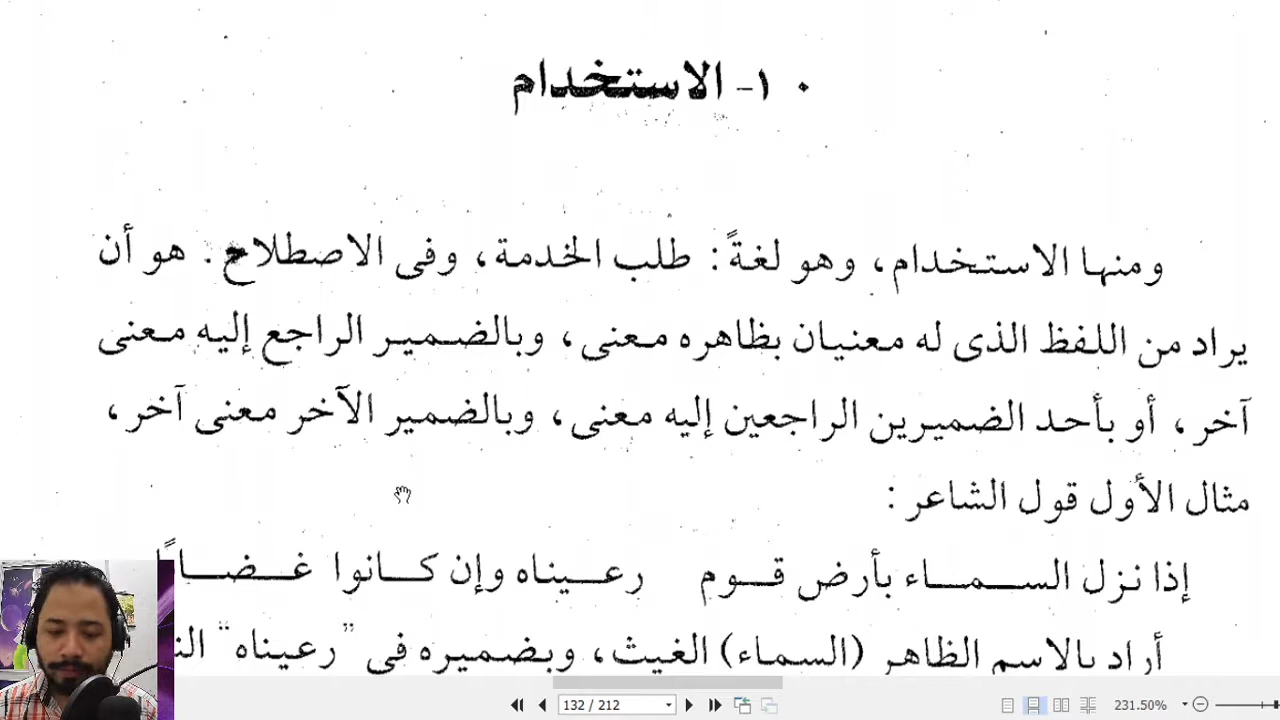 ١٠- الاستخدام
ومنها الاستخدام، وهو لغةً: طلب الخدمة، وفى الاصطلاح. هو أن
يراد من اللفظ الذى له معنيان بظاهره معنى، وبالضمير الراجع إليه معنى
آخر، أو بأحد الضميرين الراجعين إليه معنى، وبالضمير الآخر معنى آخر،
مثال الأول قول الشاعر :
إذا نزل السماء بأرض قوم رعيناه وإن كانوا غضابًا
أراد بالاسم الظاهر (السماء) الغيث، وبضميره فى "رعيناه"
132 / 212
231.50%